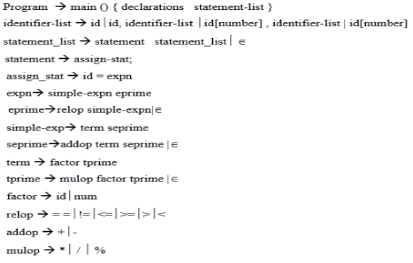 Program → main () { declarations statement-list }
identifier-list → id | id, identifier-list | id[number] , identifier-list | id[number]
statement_list → statement statement_list | ∈
statement → assign-stat;
assign_stat → id = expn
expn→ simple-expn eprime
eprime→relop simple-expn|∈
simple-exp→ term seprime
seprime→addop term seprime |∈
term → factor tprime
tprime → mulop factor tprime |∈
factor → id | num
relop → = =| !=|<=|>=|>|<
addop → +| -
mulop → * | / | %